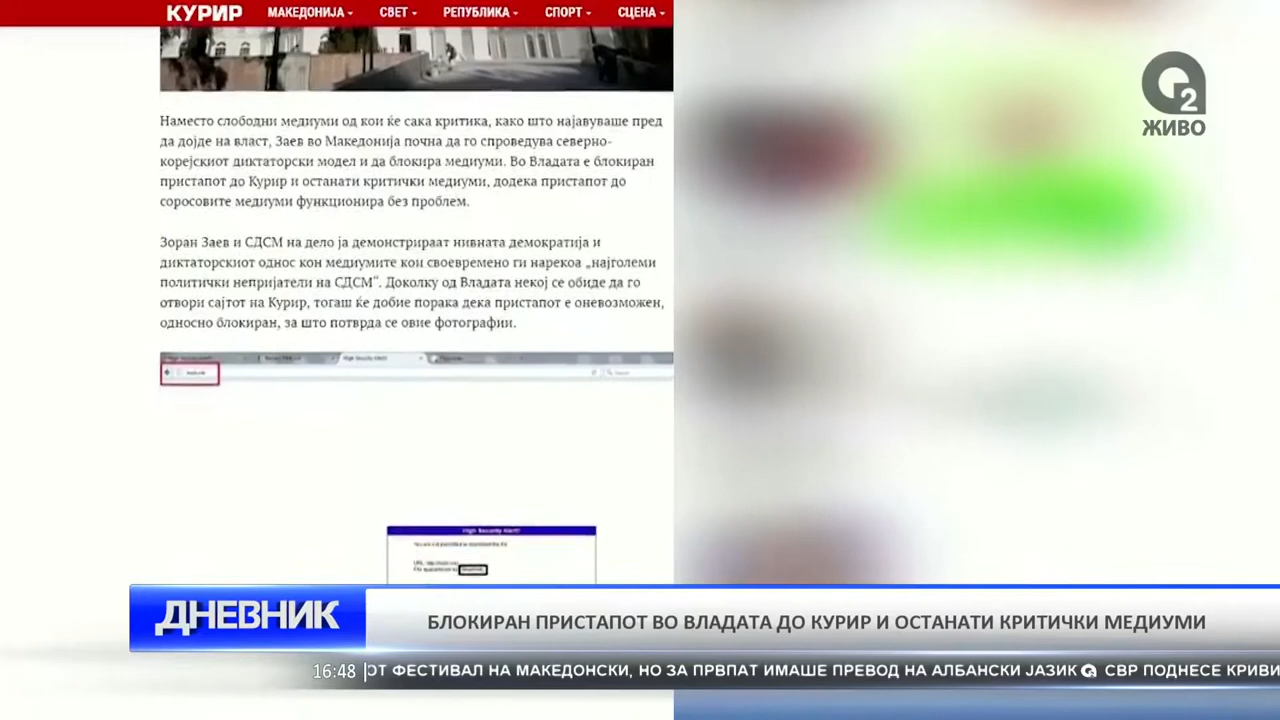 КУРИР МАКЕДОНИЈА СВЕТ РЕПУБЛИКА СПОРТ СЦЕНА
2
ЖИВО
Наместо слободни медиуми од кои ќе сака критика, како што најавуваше пред
да дојде на власт, Заев во Македонија почна да го спроведува северно-
корејскиот диктаторски модел и да блокира медиуми. Во Владата е блокиран
пристапот до Курир и останати критички медиуми, додека пристапот до
соросовите медиуми функционира без проблем.
Зоран Заев и СДСМ на дело ја демонстрираат нивната демократија и
диктаторскиот однос кон медиумите кои своевремено ги нарекоа „најголеми
политички непријатели на СДСМ“. Доколку од Владата некој се обиде да го
отвори сајтот на Курир, тогаш ќе добие порака дека пристапот е оневозможен,
односно блокиран, за што потврда се овие фотографии.
High Security Alert!
ДНЕВНИК
БЛОКИРАН ПРИСТАПОТ ВО ВЛАДАТА ДО КУРИР И ОСТАНАТИ КРИТИЧКИ МЕДИУМИ
16:48 ОТ ФЕСТИВАЛ НА МАКЕДОНСКИ, НО ЗА ПРВПАТ ИМАШЕ ПРЕВОД НА АЛБАНСКИ ЈАЗИК СВР ПОДНЕСЕ КРИВИ